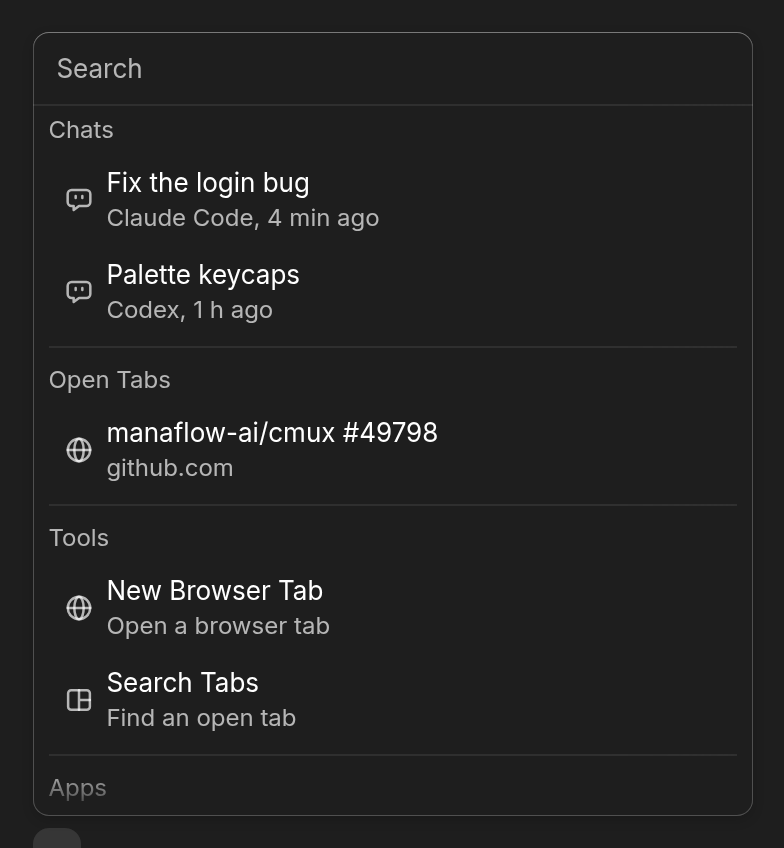 Search
Chats
Fix the login bug
Claude Code, 4 min ago
Palette keycaps
Codex, 1 h ago
Open Tabs
manaflow-ai/cmux #49798
github.com
Tools
New Browser Tab
Open a browser tab
Search Tabs
Find an open tab
Apps